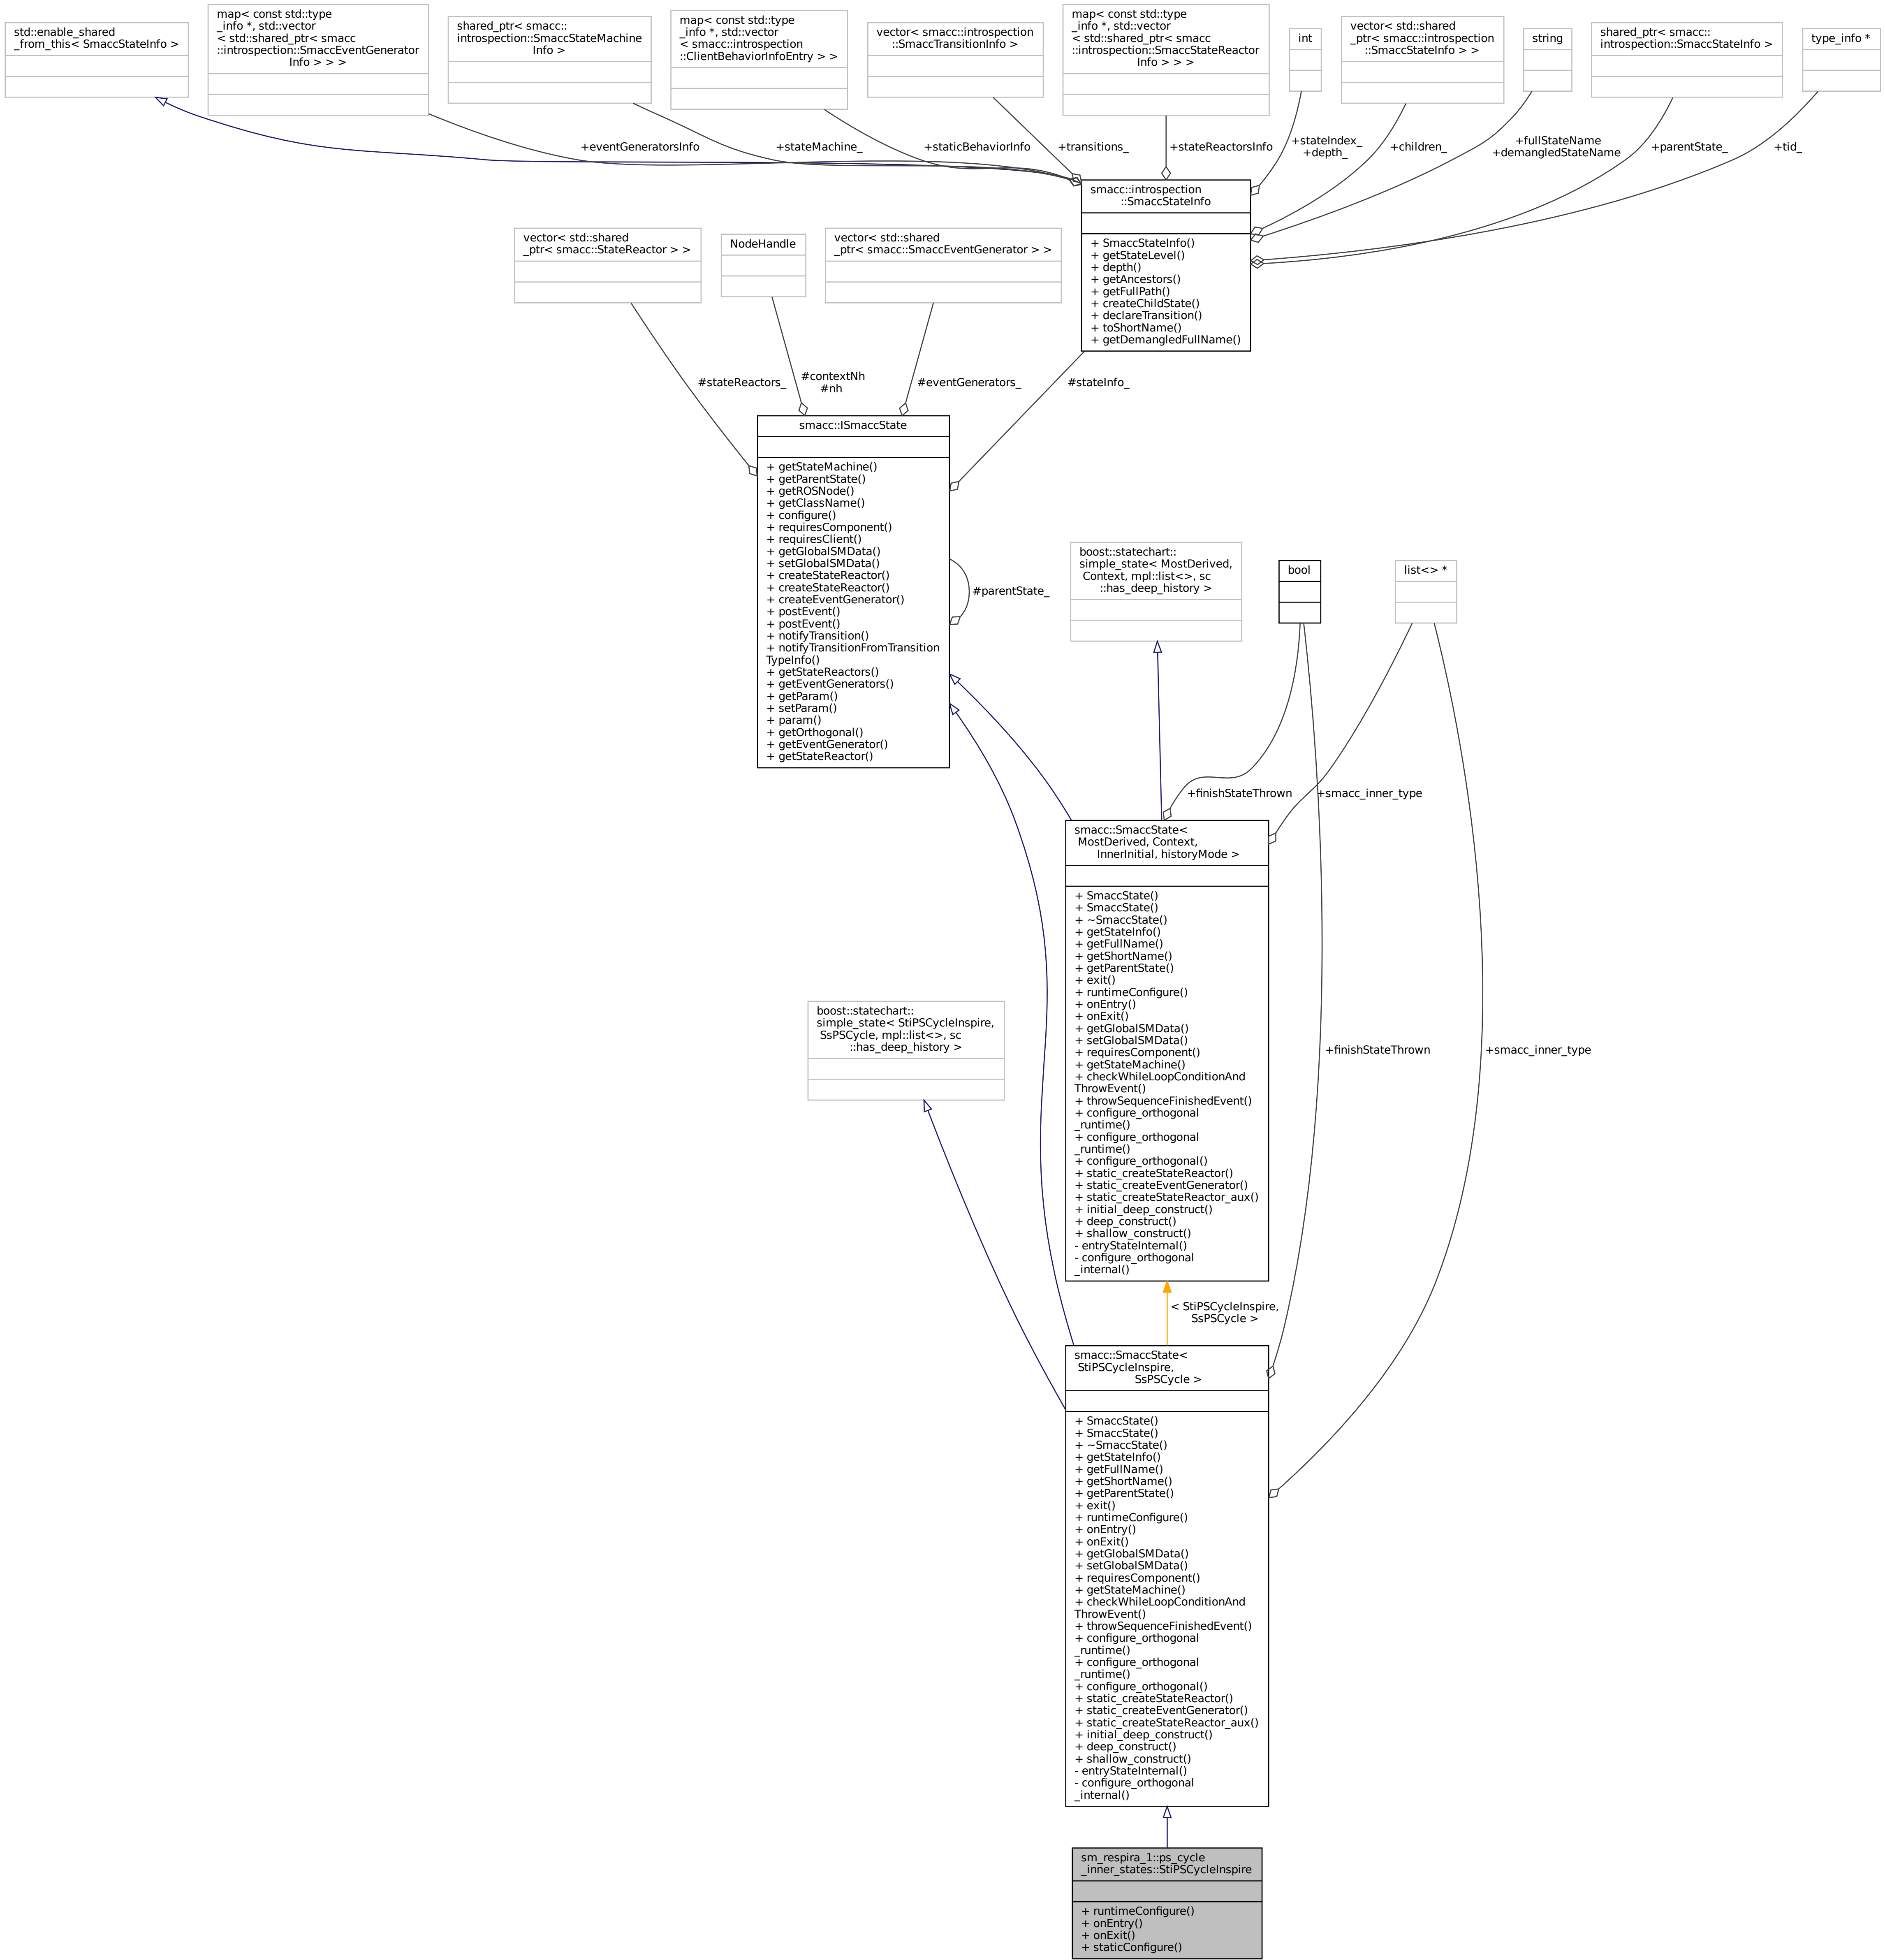 std::enable_shared
_from_this< SmaccStateInfo >
map< const std::type
_info *, std::vector
< std::shared_ptr< smacc
::introspection::SmaccEventGenerator
Info > > >
shared_ptr< smacc::
introspection::SmaccStateMachine
Info >
map< const std::type
_info *, std::vector
< smacc::introspection
::ClientBehaviorInfoEntry > >
vector< smacc::introspection
::SmaccTransitionInfo >
map< const std::type
_info *, std::vector
< std::shared_ptr< smacc
::introspection::SmaccStateReactor
Info > > >
int
vector< std::shared
_ptr< smacc::introspection
::SmaccStateInfo > >
string
shared_ptr< smacc::
introspection::SmaccStateInfo >
type_info *
+eventGeneratorsInfo
+stateMachine_
+staticBehaviorInfo
+transitions_
+stateReactorsInfo
+stateIndex_
+depth_
+children_
+fullStateName
+demangledStateName
+parentState_
+tid_
smacc::introspection
::SmaccStateInfo
+ SmaccStateInfo()
+ getStateLevel()
+ depth()
+ getAncestors()
+ getFullPath()
+ createChildState()
+ declareTransition()
+ toShortName()
+ getDemangledFullName()
vector< std::shared
_ptr< smacc::StateReactor > >
NodeHandle
vector< std::shared
_ptr< smacc::SmaccEventGenerator > >
#stateReactors_
#contextNh
#nh
#eventGenerators_
#stateInfo_
smacc::ISmaccState
+ getStateMachine()
+ getParentState()
+ getROSNode()
+ getClassName()
+ configure()
+ requiresComponent()
+ requiresClient()
+ getGlobalSMData()
+ setGlobalSMData()
+ createStateReactor()
+ createStateReactor()
+ createEventGenerator()
+ postEvent()
+ postEvent()
+ notifyTransition()
+ notifyTransitionFromTransition
TypeInfo()
+ getStateReactors()
+ getEventGenerators()
+ getParam()
+ setParam()
+ param()
+ getOrthogonal()
+ getEventGenerator()
+ getStateReactor()
#parentState_
boost::statechart::
simple_state< MostDerived,
Context, mpl::list<>, sc
::has_deep_history >
bool
list<> *
+finishStateThrown
+smacc_inner_type
smacc::SmaccState<
MostDerived, Context,
InnerInitial, historyMode >
+ SmaccState()
+ SmaccState()
+ ~SmaccState()
+ getStateInfo()
+ getFullName()
+ getShortName()
+ getParentState()
+ exit()
+ runtimeConfigure()
+ onEntry()
+ onExit()
+ getGlobalSMData()
+ setGlobalSMData()
+ requiresComponent()
+ getStateMachine()
+ checkWhileLoopConditionAnd
ThrowEvent()
+ throwSequenceFinishedEvent()
+ configure_orthogonal
_runtime()
+ configure_orthogonal
_runtime()
+ configure_orthogonal()
+ static_createStateReactor()
+ static_createEventGenerator()
+ static_createStateReactor_aux()
+ initial_deep_construct()
+ deep_construct()
+ shallow_construct()
- entryStateInternal()
- configure_orthogonal
_internal()
boost::statechart::
simple_state< StiPSCycleInspire,
SsPSCycle, mpl::list<>, sc
::has_deep_history >
+finishStateThrown
+smacc_inner_type
< StiPSCycleInspire,
SsPSCycle >
smacc::SmaccState<
StiPSCycleInspire,
SsPSCycle >
+ SmaccState()
+ SmaccState()
+ ~SmaccState()
+ getStateInfo()
+ getFullName()
+ getShortName()
+ getParentState()
+ exit()
+ runtimeConfigure()
+ onEntry()
+ onExit()
+ getGlobalSMData()
+ setGlobalSMData()
+ requiresComponent()
+ getStateMachine()
+ checkWhileLoopConditionAnd
ThrowEvent()
+ throwSequenceFinishedEvent()
+ configure_orthogonal
_runtime()
+ configure_orthogonal
_runtime()
+ configure_orthogonal()
+ static_createStateReactor()
+ static_createEventGenerator()
+ static_createStateReactor_aux()
+ initial_deep_construct()
+ deep_construct()
+ shallow_construct()
- entryStateInternal()
- configure_orthogonal
_internal()
sm_respira_1::ps_cycle
_inner_states::StiPSCycleInspire
+ runtimeConfigure()
+ onEntry()
+ onExit()
+ staticConfigure()